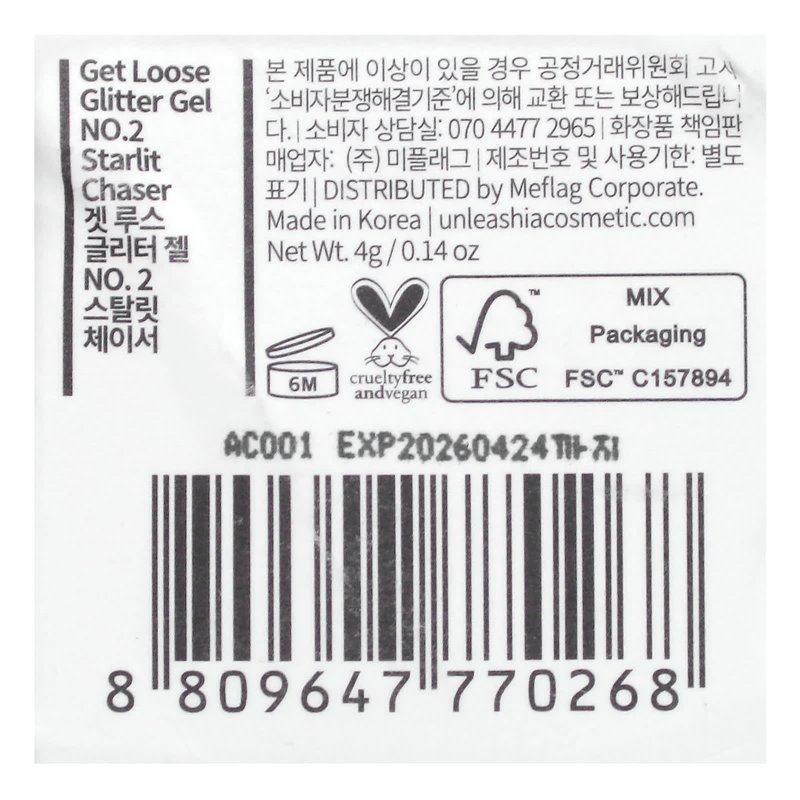 Get Loose
Glitter Gel
NO.2
Starlit
Chaser
겟 루스
글리터 젤
NO. 2
스탈릿
체이서
본 제품에 이상이 있을 경우 공정거래위원회 고시
‘소비자분쟁해결기준’에 의해 교환 또는 보상해드립니
다. | 소비자 상담실: 070 4477 2965 | 화장품 책임판
매업자: (주) 미플래그 | 제조번호 및 사용기한: 별도
표기 | DISTRIBUTED by Meflag Corporate.
Made in Korea | unleashiacosmetic.com
Net Wt. 4g / 0.14 oz
6M
crueltyfree
andvegan
FSC
™
MIX
Packaging
FSC™ C157894
AC001 EXP20260424까지
8 809647 770268